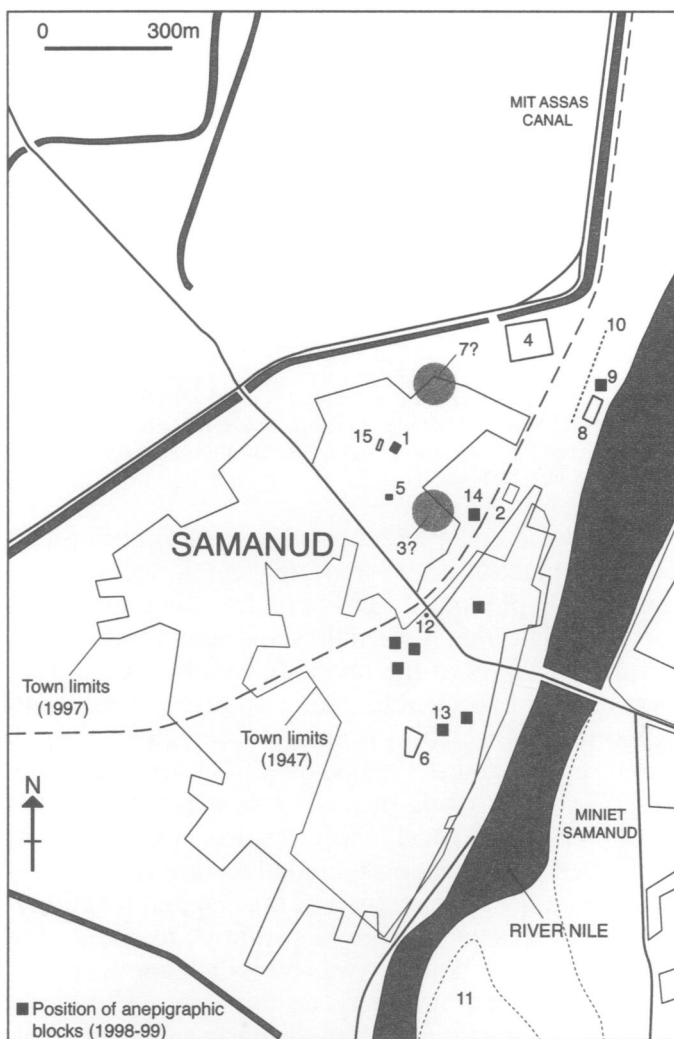 0 300m
MIT ASSAS
CANAL
10
4
7?
9
8
15
1
5
14
2
SAMANUD
3?
12
Town limits
(1997)
Town limits
(1947)
13
6
N
MINIET
SAMANUD
RIVER NILE
11
■ Position of anepigraphic
blocks (1998-99)